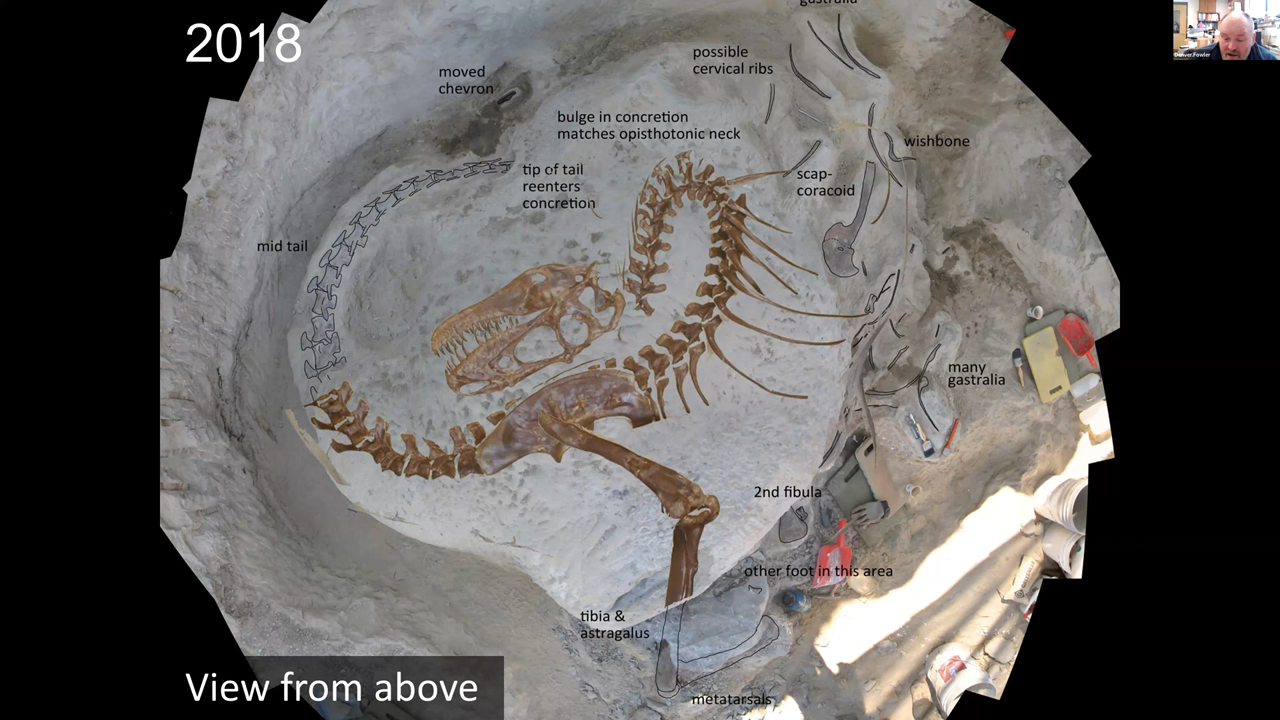 2018
gastralia
Denver Fowler
moved
chevron
possible
cervical ribs
bulge in concretion
matches opisthotonic neck
wishbone
tip of tail
reenters
concretion
scap-
coracoid
mid tail
many
gastralia
2nd fibula
other foot in this area
tibia &
astragalus
metatarsals
View from above